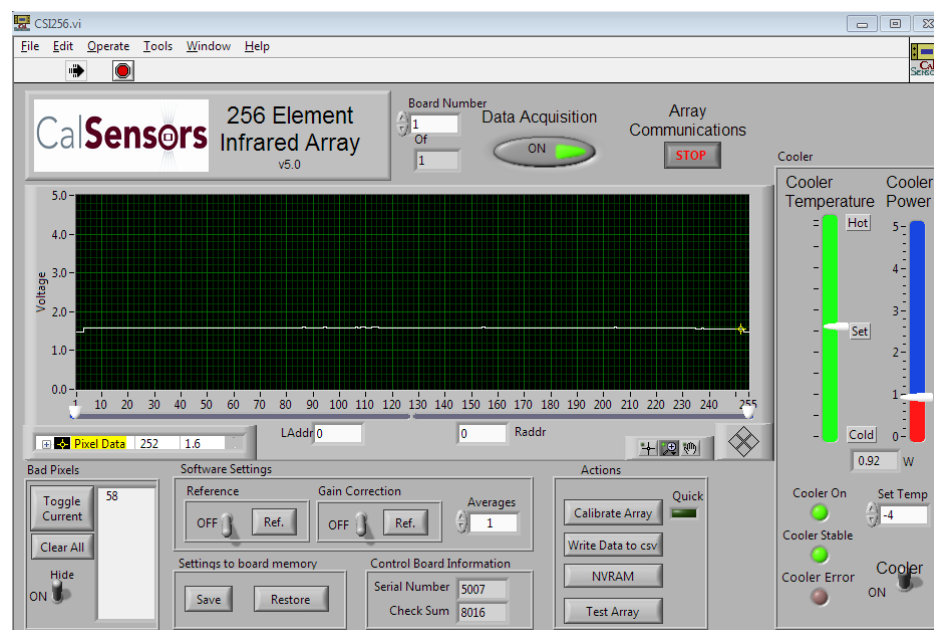 CSI256.vi
File Edit Operate Tools Window Help
CalSensors
256 Element
Infrared Array
v5.0
Board Number
1
Of
1
Data Acquisition
ON
Array
Communications
STOP
Cooler
Cooler
Temperature
Cooler
Power
Hot
Set
Cold
5
4
3
2
1
0
0.92 W
Cooler On
Set Temp
-4
Cooler Stable
Cooler Error
Cooler
ON
Voltage
5.0
4.0
3.0
2.0
1.0
0.0
1 10 20 30 40 50 60 70 80 90 100 110 120 130 140 150 160 170 180 190 200 210 220 230 240 255
LAddr 0
0 Raddr
Pixel Data 252 1.6
Bad Pixels
Toggle
Current
58
Clear All
Hide
ON
Software Settings
Reference
OFF Ref.
Gain Correction
OFF Ref.
Averages
1
Settings to board memory
Save Restore
Control Board Information
Serial Number 5007
Check Sum 8016
Actions
Quick
Calibrate Array
Write Data to csv
NVRAM
Test Array